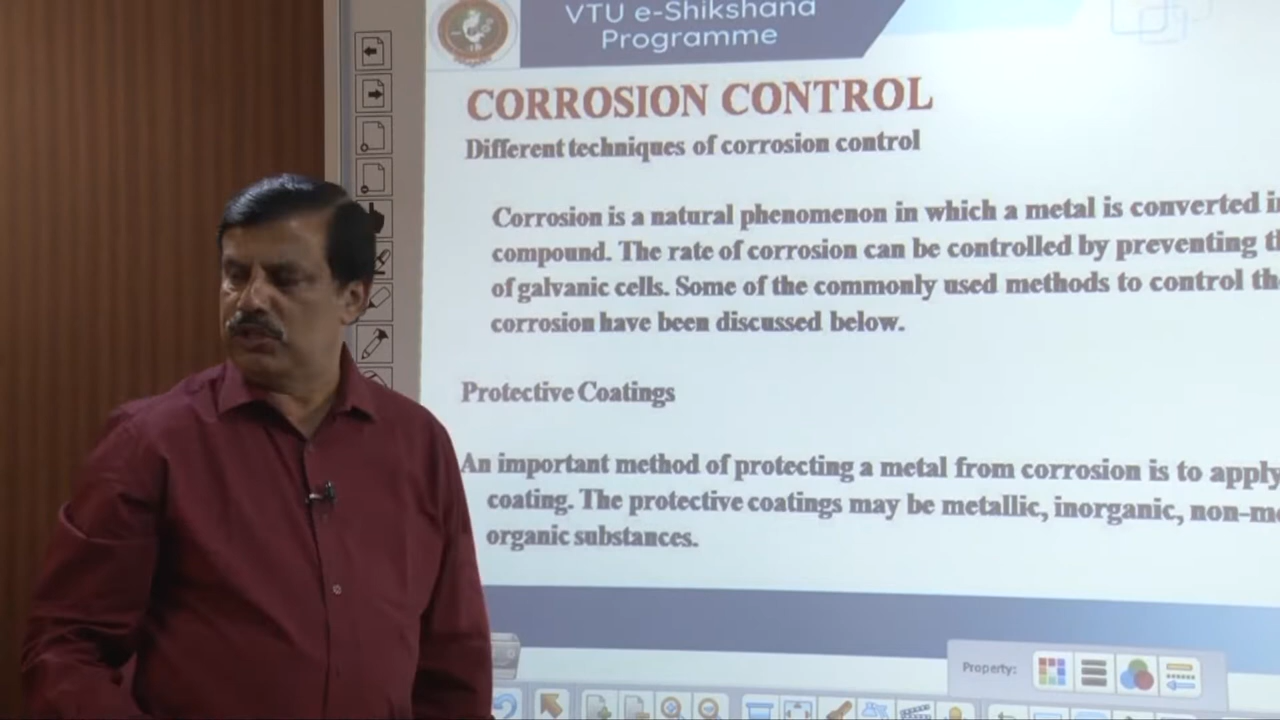 VTU e-Shikshana
Programme
CORROSION CONTROL
Different techniques of corrosion control
Corrosion is a natural phenomenon in which a metal is converted
compound. The rate of corrosion can be controlled by preventing
of galvanic cells. Some of the commonly used methods to control
corrosion have been discussed below.
Protective Coatings
An important method of protecting a metal from corrosion is to apply
coating. The protective coatings may be metallic, inorganic,
organic substances.
Property: